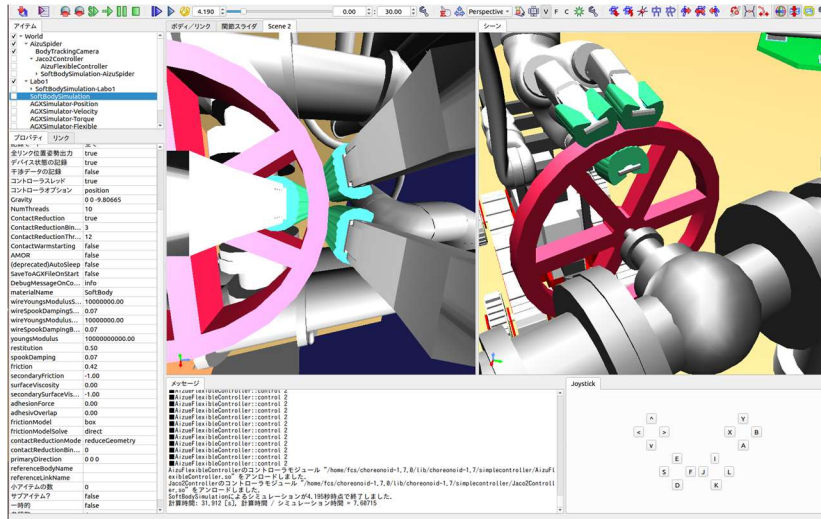 4.190
0.00
30.00
Perspective
V F C
アイテム
World
AizuSpider
BodyTrackingCamera
Jaco2Controller
AizuFlexibleController
SoftBodySimulation-AizuSpider
Labo1
SoftBodySimulation-Labo1
SoftBodySimulation
AGXSimulator-Position
AGXSimulator-Velocity
AGXSimulator-Torque
AGXSimulator-Flexible
ボディ／リンク 関節スライダ Scene 2
シーン
プロパティ リンク
全リンク位置姿勢出力 true
デバイス状態の記録 true
干渉データの記録 false
コントローラスレッド true
コントローラオプション position
Gravity 0 0 -9.80665
NumThreads 10
ContactReduction true
ContactReductionBin... 3
ContactReductionThr... 12
ContactWarmstarting false
AMOR false
(deprecated)AutoSleep false
SaveToAGXFileOnStart false
DebugMessageOnCo... info
materialName SoftBody
wireYoungsModulusS... 10000000.00
wireSpookDampingS... 0.07
wireYoungsModulus... 10000000.00
wireSpookDampingB... 0.07
youngsModulus 10000000000.00
restitution 0.50
spookDamping 0.07
friction 0.42
secondaryFriction -1.00
surfaceViscosity 0.00
secondarySurfaceVis... -1.00
adhesionForce 0.00
adhesivOverlap 0.00
frictionModel box
frictionModelSolve direct
contactReductionMode reduceGeometry
contactReductionBin... 0
primaryDirection 0 0 0
referenceBodyName
referenceLinkName
小アイテムの数 0
サブアイテム? false
一時的 false
メッセージ
■AizueFlexibleController::control 2
■AizueFlexibleController::control 2
■AizueFlexibleController::control 2
■AizueFlexibleController::control 2
■AizueFlexibleController::control 2
■AizueFlexibleController::control 2
■AizueFlexibleController::control 2
■AizueFlexibleController::control 2
■AizueFlexibleController::control 2
AizuFlexibleControllerのコントローラモジュール "/home/fcs/choreonoid-1.7.0/lib/choreonoid-1.7/simplecontroller/AizuFl
exibleController.so" をアンロードしました。
Jaco2Controllerのコントローラモジュール "/home/fcs/choreonoid-1.7.0/lib/choreonoid-1.7/simplecontroller/Jaco2Controll
er.so" をアンロードしました。
SoftBodySimulationによるシミュレーションが4.195秒時点で終了しました。
計算時間: 31.912 [s], 計算時間 / シミュレーション時間 = 7.60715
Joystick
^ Y
< > X B
v A
E I
S F J L
D K